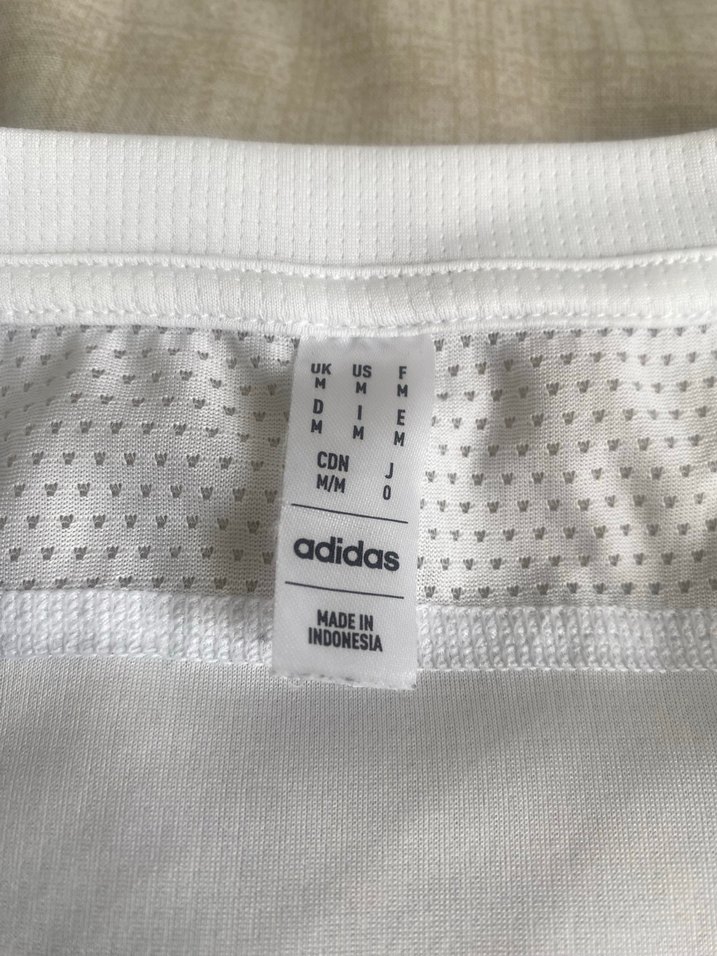 UK US F
M M M
D I E
M M M
CDN J
M/M O
adidas
MADE IN
INDONESIA